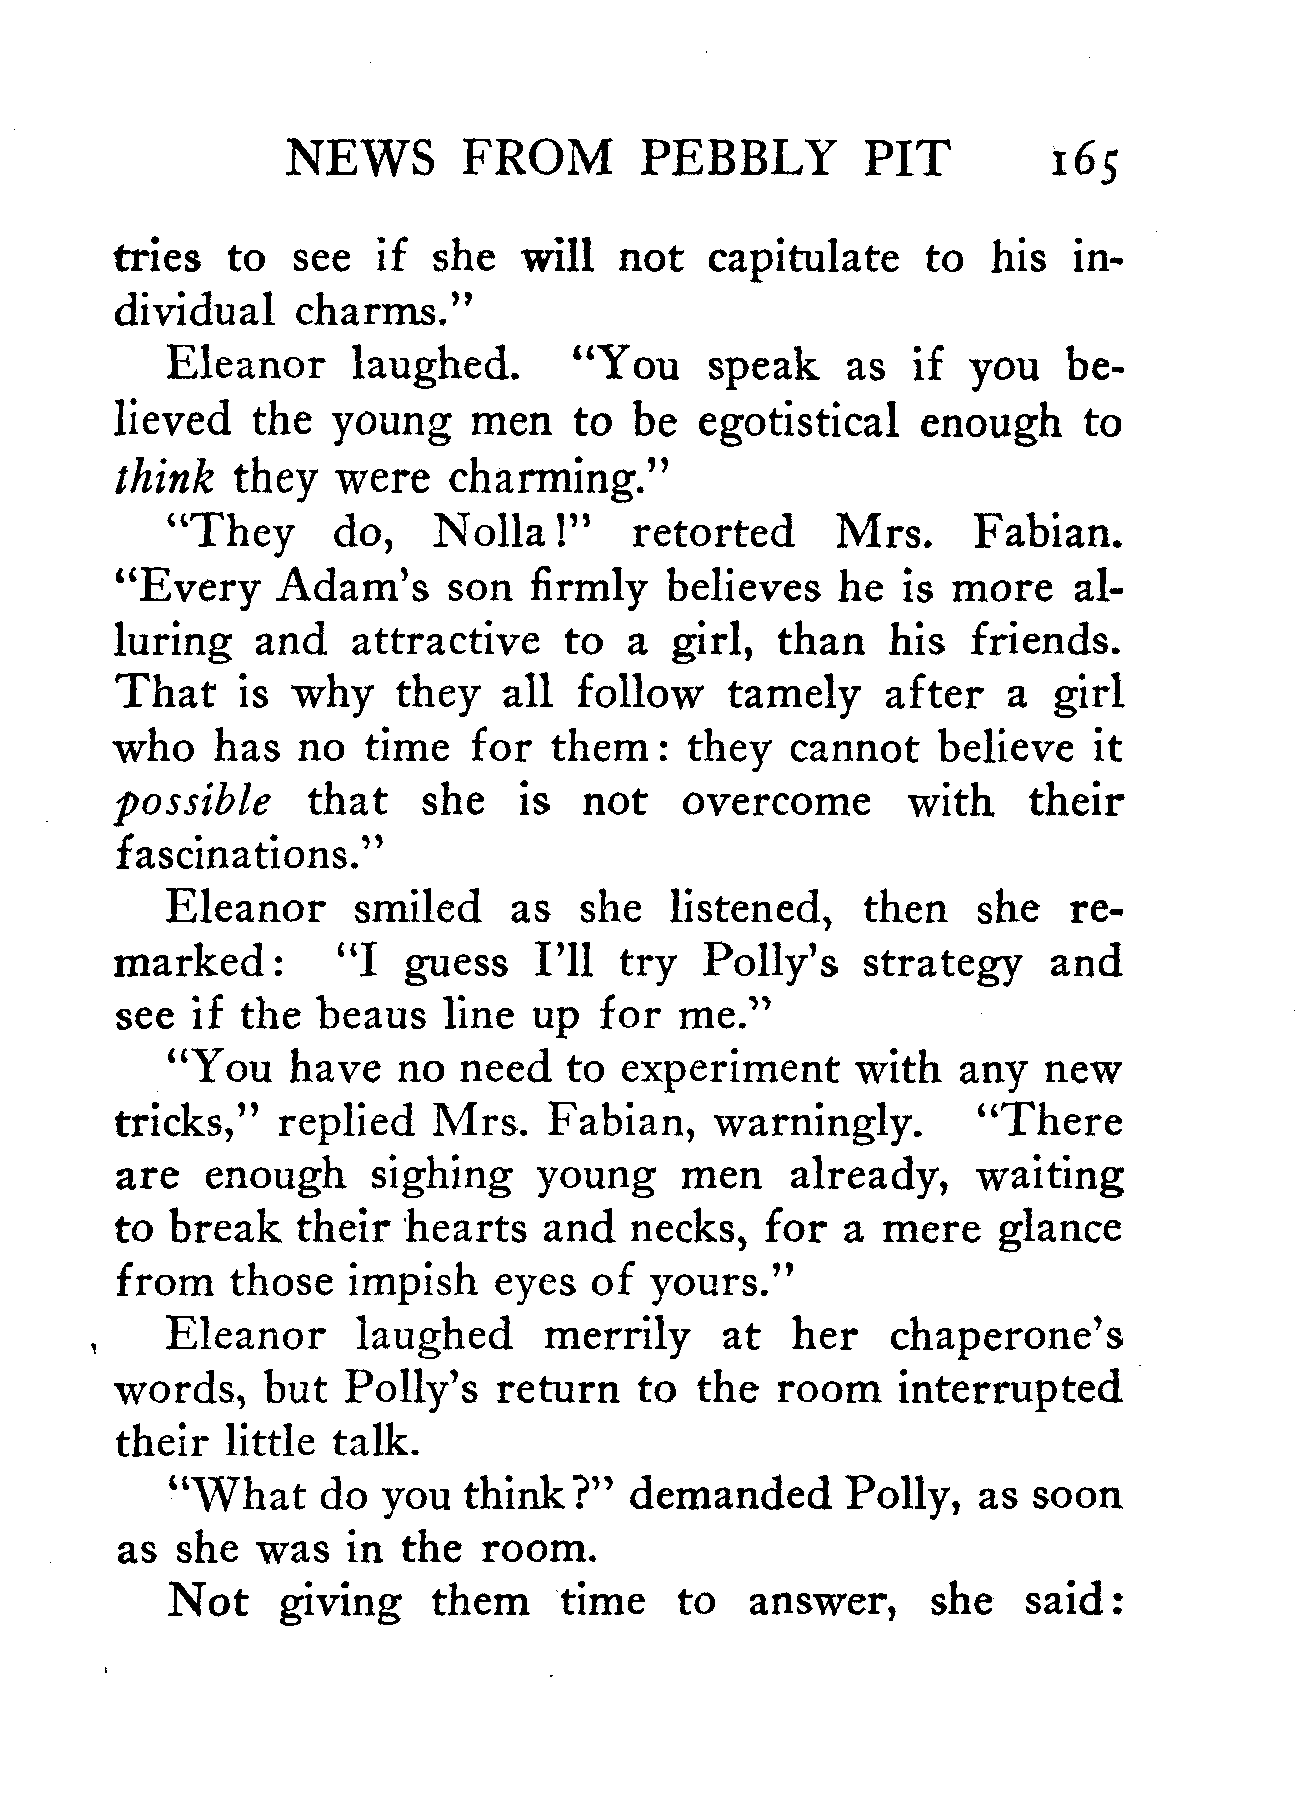 NEWS FROM PEBBLY PIT 165
tries to see if she will not capitulate to his in-
dividual charms."
Eleanor laughed. "You speak as if you be-
lieved the young men to be egotistical enough to
think they were charming."
"They do, Nolla!" retorted Mrs. Fabian.
"Every Adam's son firmly believes he is more al-
luring and attractive to a girl, than his friends.
That is why they all follow tamely after a girl
who has no time for them: they cannot believe it
possible that she is not overcome with their
fascinations."
Eleanor smiled as she listened, then she re-
marked: "I guess I'll try Polly's strategy and
see if the beaus line up for me."
"You have no need to experiment with any new
tricks," replied Mrs. Fabian, warningly. "There
are enough sighing young men already, waiting
to break their hearts and necks, for a mere glance
from those impish eyes of yours."
Eleanor laughed merrily at her chaperone's
words, but Polly's return to the room interrupted
their little talk.
"What do you think?" demanded Polly, as soon
as she was in the room.
Not giving them time to answer, she said: